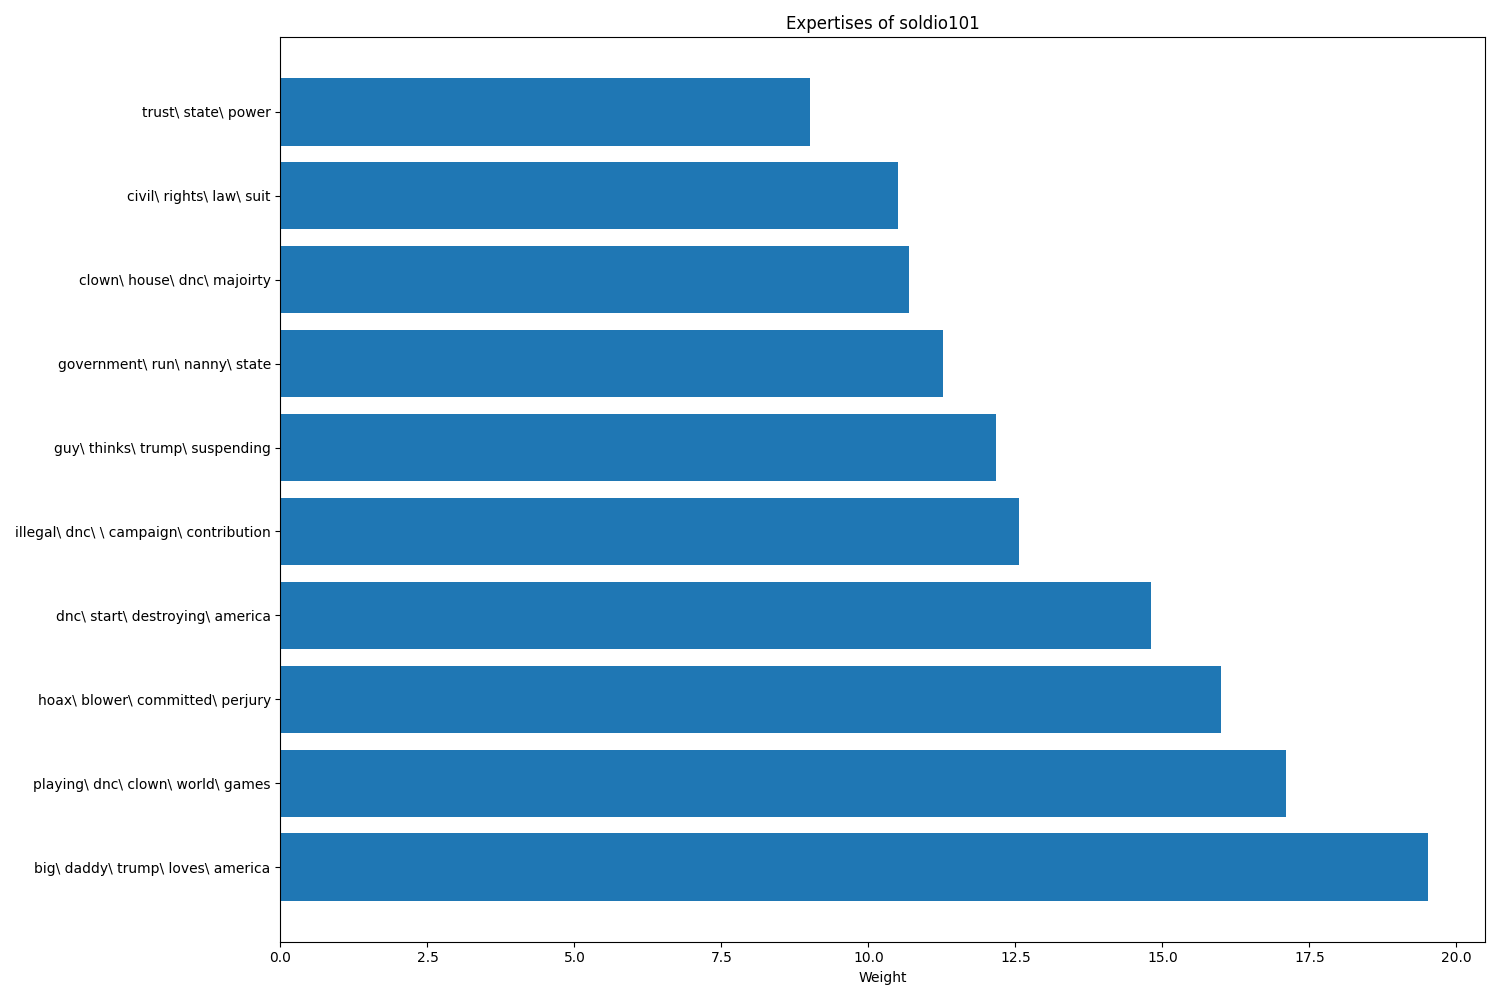 Expertises of soldio101
trust\ state\ power
civil\ rights\ law\ suit
clown\ house\ dnc\ majoirty
government\ run\ nanny\ state
guy\ thinks\ trump\ suspending
illegal\ dnc\ \ campaign\ contribution
dnc\ start\ destroying\ america
hoax\ blower\ committed\ perjury
playing\ dnc\ clown\ world\ games
big\ daddy\ trump\ loves\ america
0.0 2.5 5.0 7.5 10.0 12.5 15.0 17.5 20.0
Weight